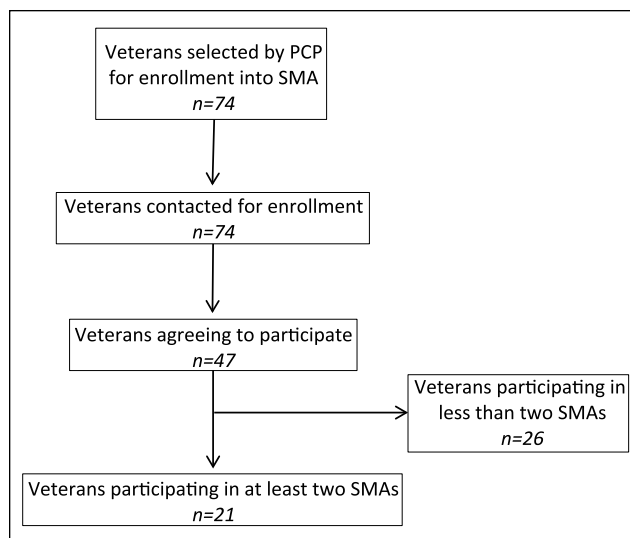 Veterans selected by PCP
for enrollment into SMA
n=74
Veterans contacted for enrollment
n=74
Veterans agreeing to participate
n=47
Veterans participating in
less than two SMAs
n=26
Veterans participating in at least two SMAs
n=21